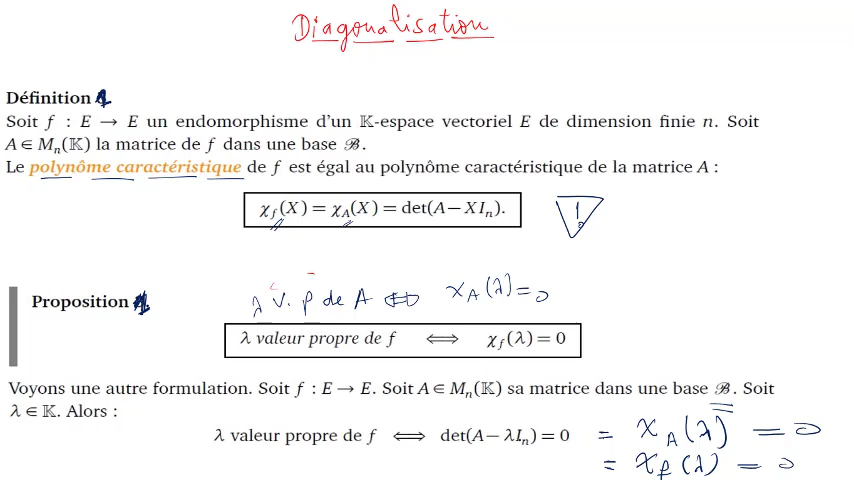 Diagonalisation
Définition 1
Soit f : E → E un endomorphisme d'un 𝕂-espace vectoriel E de dimension finie n. Soit
A ∈ Mₙ(𝕂) la matrice de f dans une base ℬ.
Le polynôme caractéristique de f est égal au polynôme caractéristique de la matrice A :
χ_f(X) = χ_A(X) = det(A − XIₙ).
!
λ v. p de A ⇔ χ_A(λ) = 0
Proposition 1
λ valeur propre de f ⟺ χ_f(λ) = 0
Voyons une autre formulation. Soit f : E → E. Soit A ∈ Mₙ(𝕂) sa matrice dans une base ℬ. Soit
λ ∈ 𝕂. Alors :
λ valeur propre de f ⟺ det(A − λIₙ) = 0 = χ_A(λ) = 0
= χ_f(λ) = 0